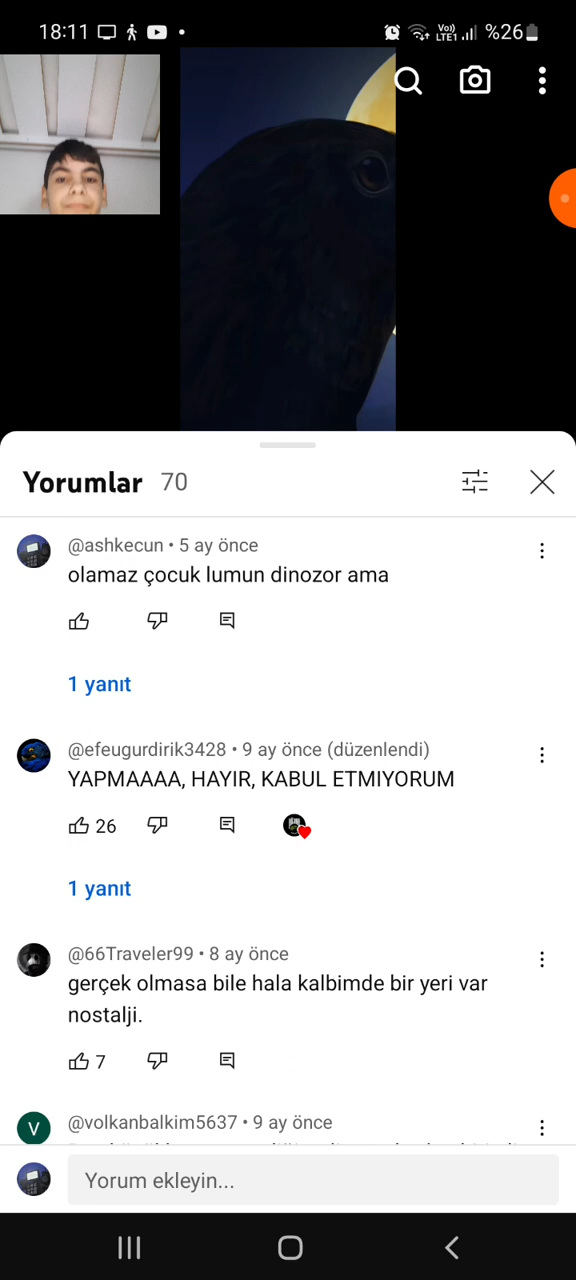 18:11
Vo)) LTE1 %26
Yorumlar 70
@ashkecun • 5 ay önce
olamaz çocuk lumun dinozor ama
1 yanıt
@efeugurdirik3428 • 9 ay önce (düzenlendi)
YAPMAAAA, HAYIR, KABUL ETMIYORUM
26
1 yanıt
@66Traveler99 • 8 ay önce
gerçek olmasa bile hala kalbimde bir yeri var
nostalji.
7
V
@volkanbalkim5637 • 9 ay önce
Yorum ekleyin...